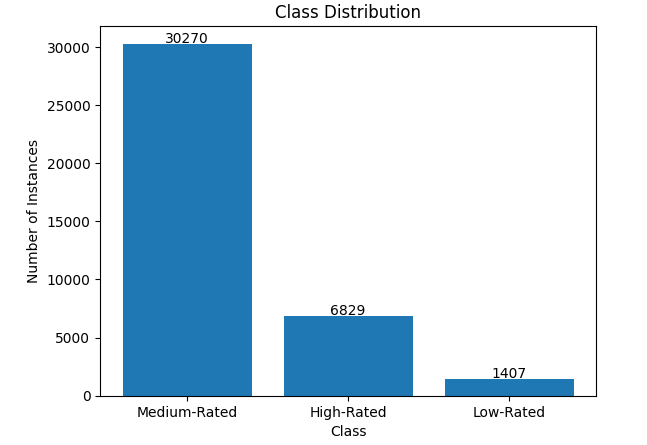 Class Distribution
30270
30000
25000
20000
15000
10000
5000
0
Number of Instances
6829
1407
Medium-Rated
High-Rated
Low-Rated
Class